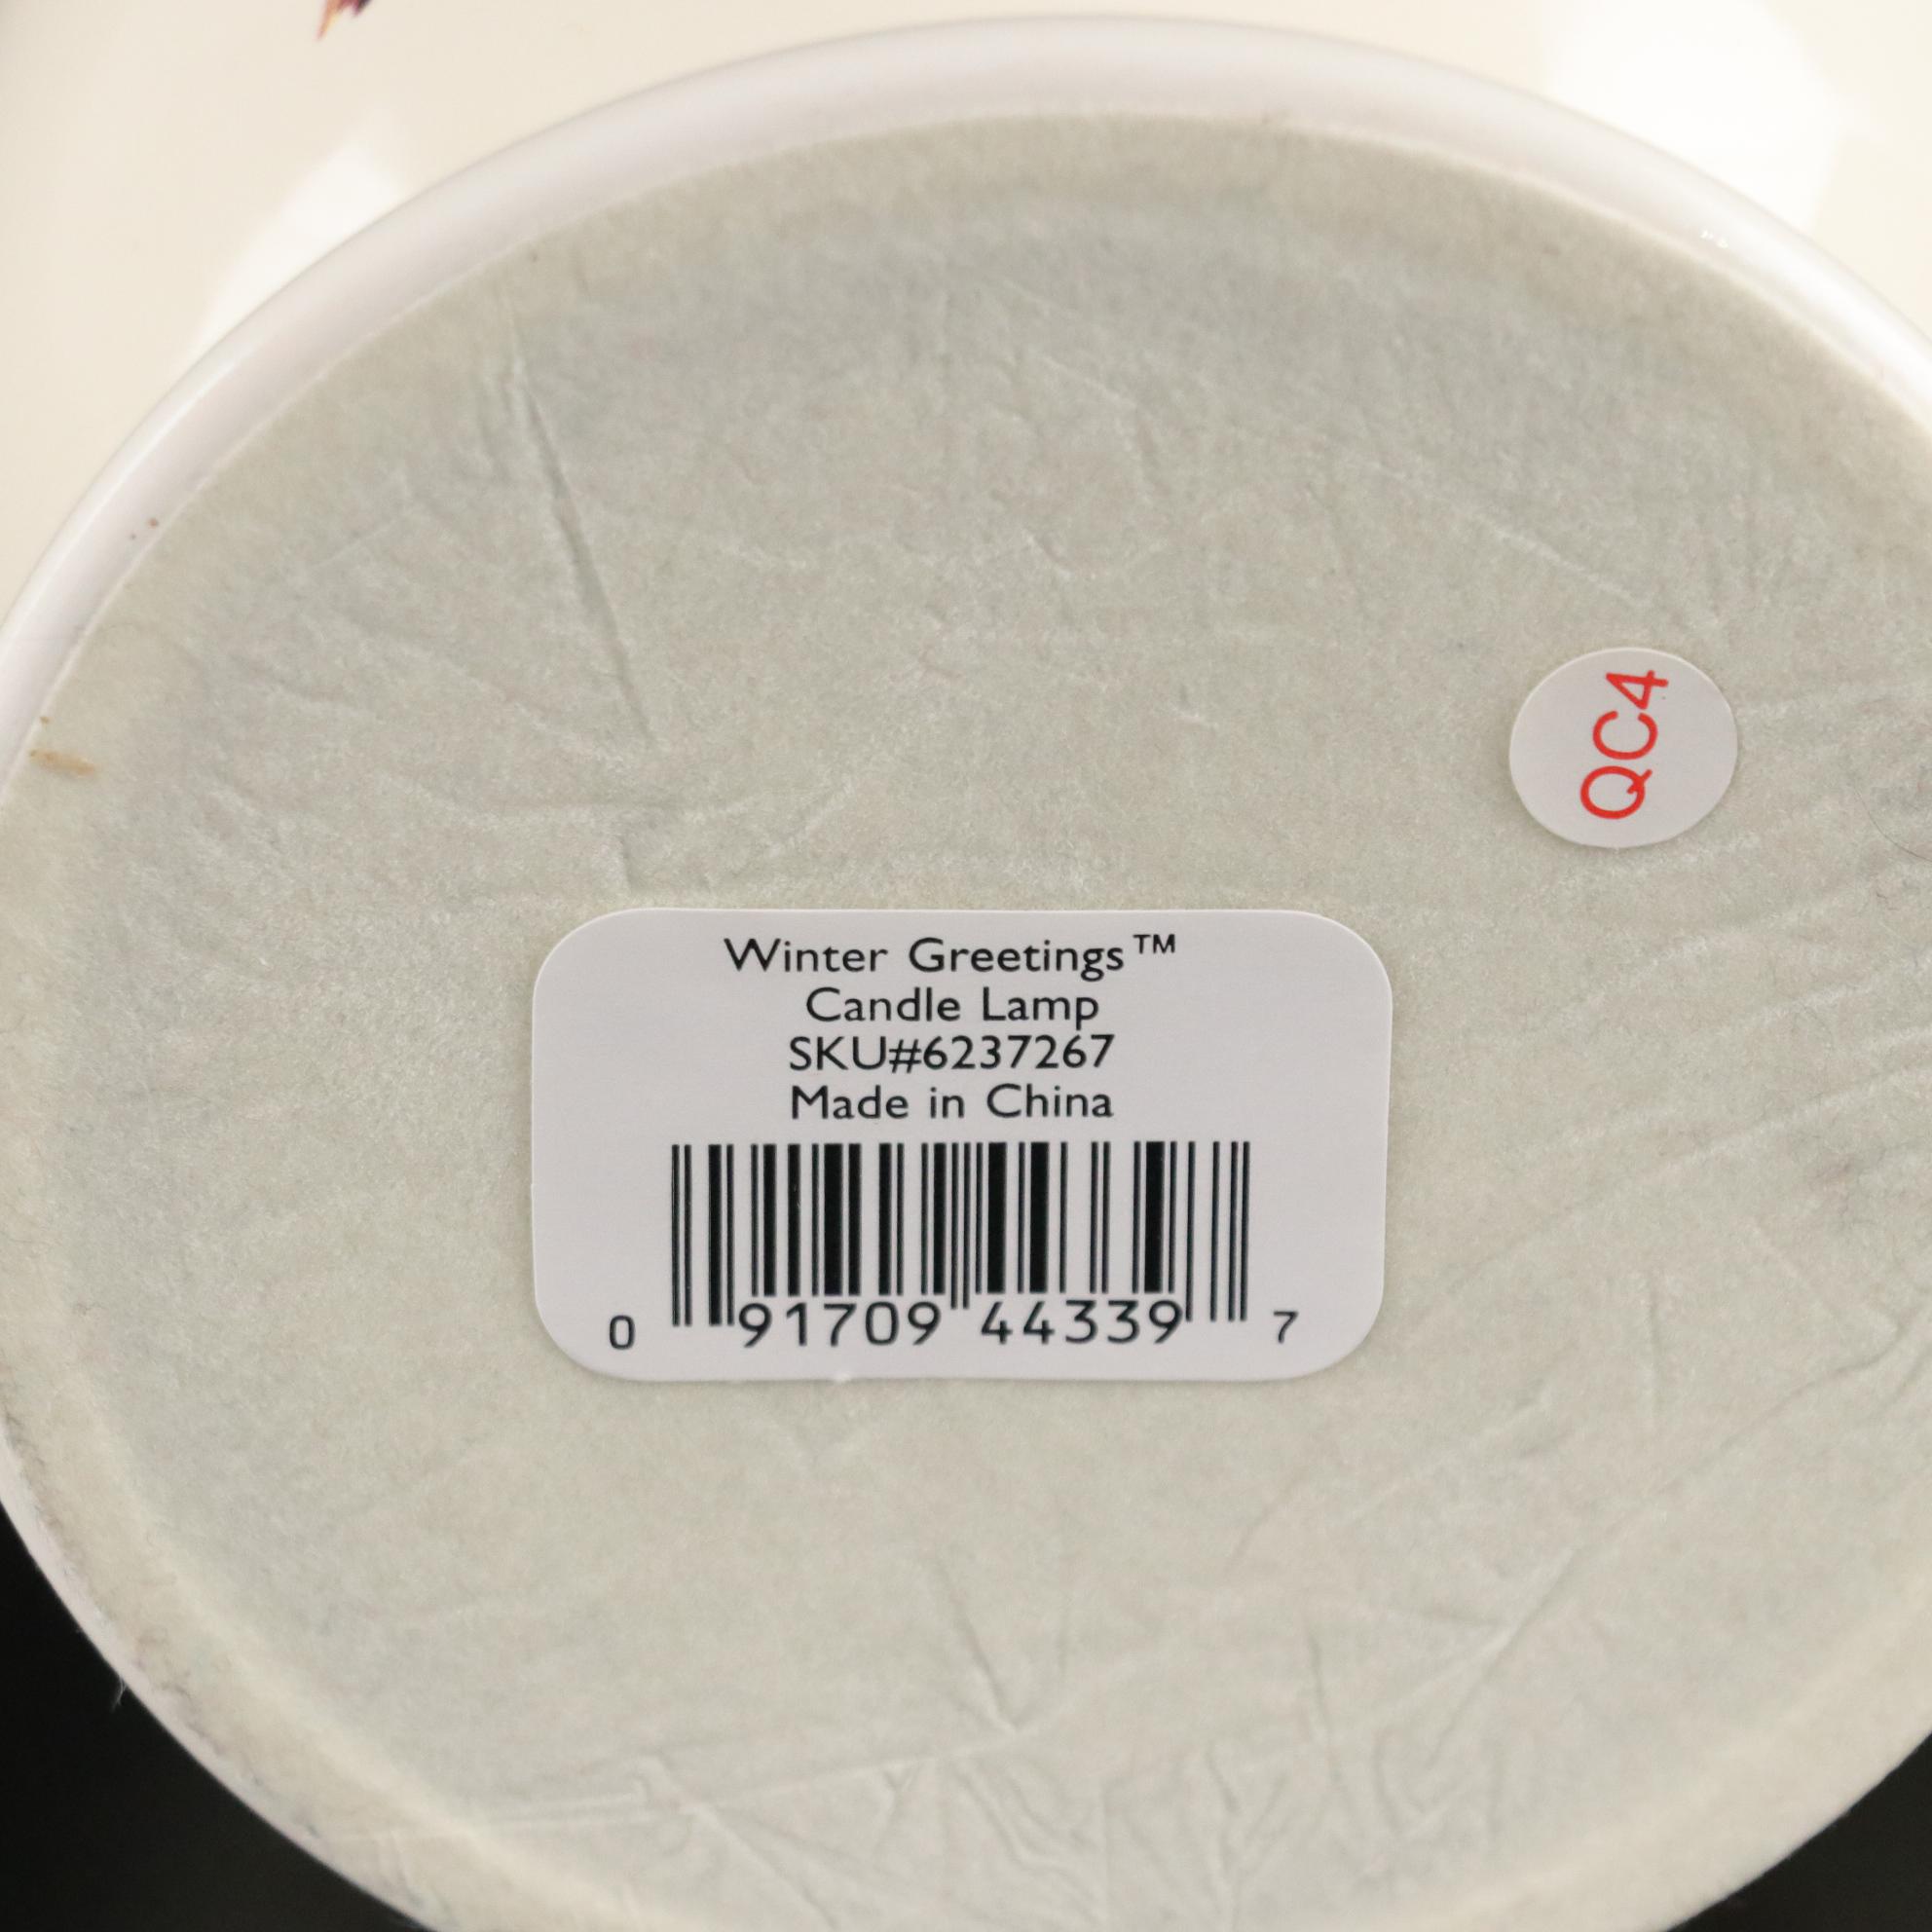 QC4
Winter Greetings™
Candle Lamp
SKU#6237267
Made in China
0 91709 44339 7